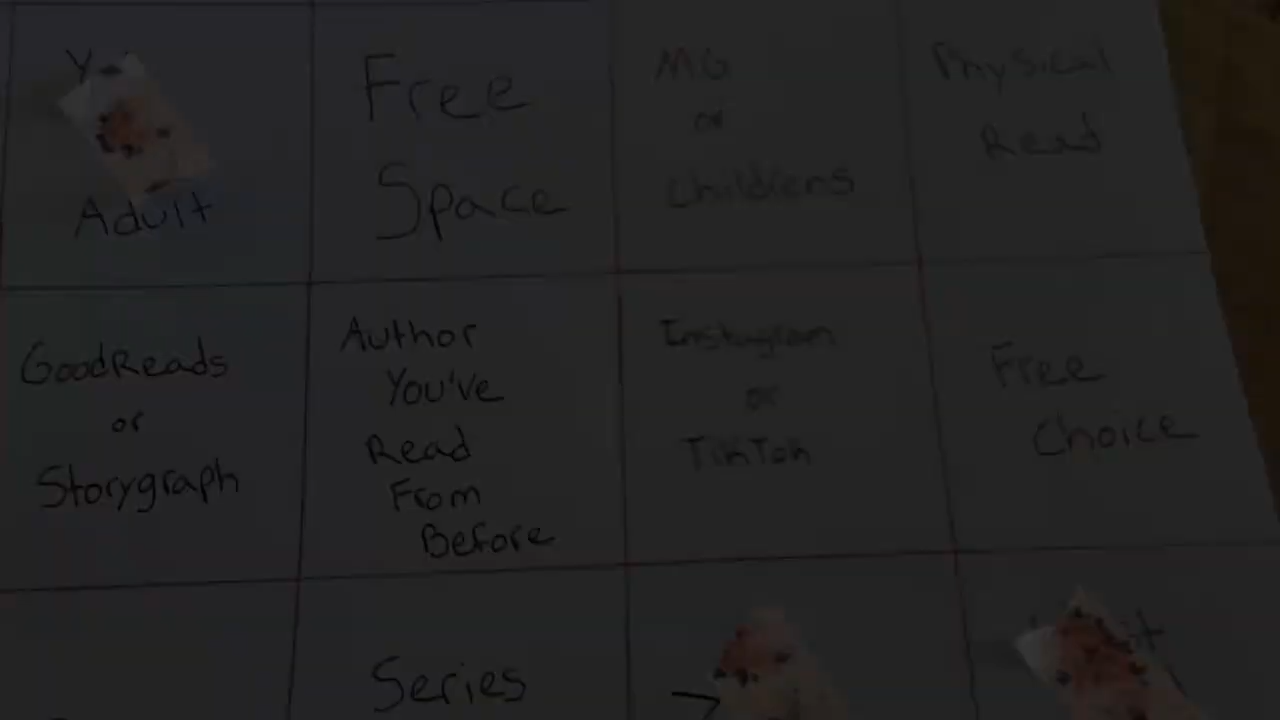 Adult
Free
Space
MG
or
Childrens
Physical
Read
GoodReads
or
Storygraph
Author
You've
Read
From
Before
Instagram
or
TikTok
Free
Choice
Series